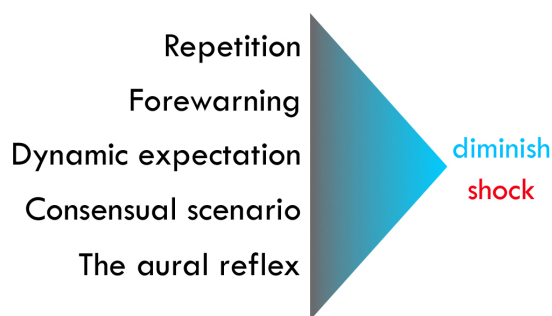 Repetition
Forewarning
Dynamic expectation
Consensual scenario
The aural reflex
diminish
shock